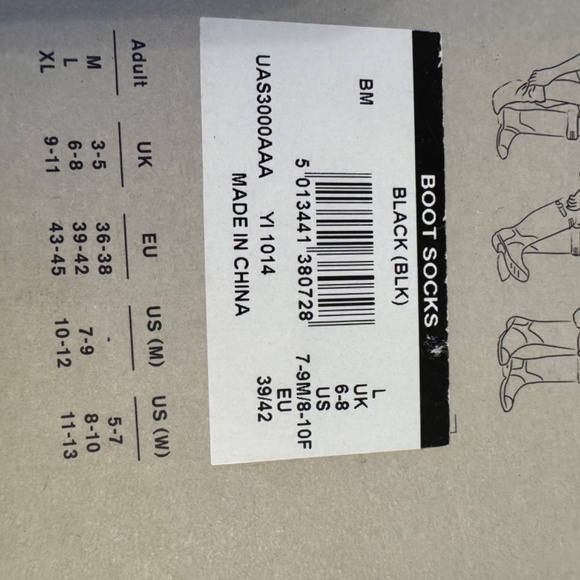 BOOT SOCKS
BLACK (BLK)
BM
L
UK
6-8
US
5 013441 380728
7-9M/8-10F
EU
UAS3000AAA YI 1014
39/42
MADE IN CHINA
Adult UK EU US (M) US (W)
M 3-5 36-38 - 5-7
L 6-8 39-42 7-9 8-10
XL 9-11 43-45 10-12 11-13